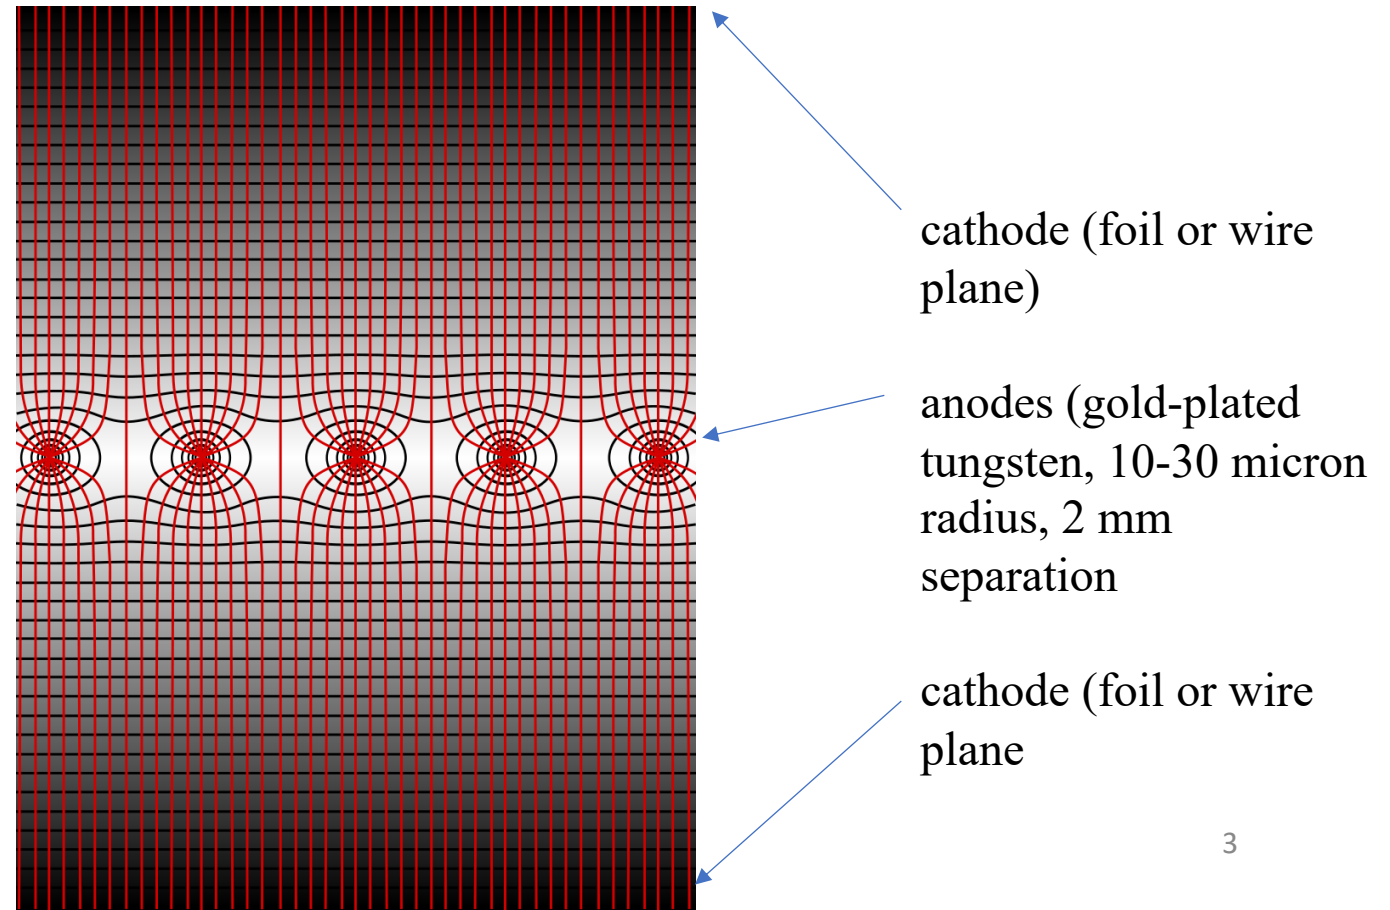 cathode (foil or wire
plane)
anodes (gold-plated
tungsten, 10-30 micron
radius, 2 mm
separation
cathode (foil or wire
plane
3